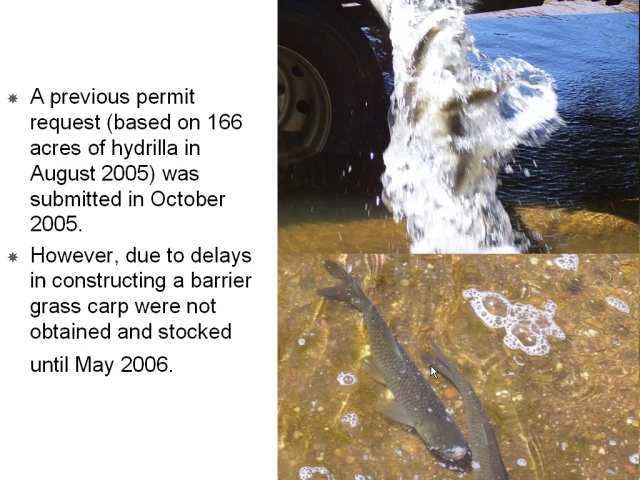 A previous permit
request (based on 166
acres of hydrilla in
August 2005) was
submitted in October
2005.
However, due to delays
in constructing a barrier
grass carp were not
obtained and stocked
until May 2006.